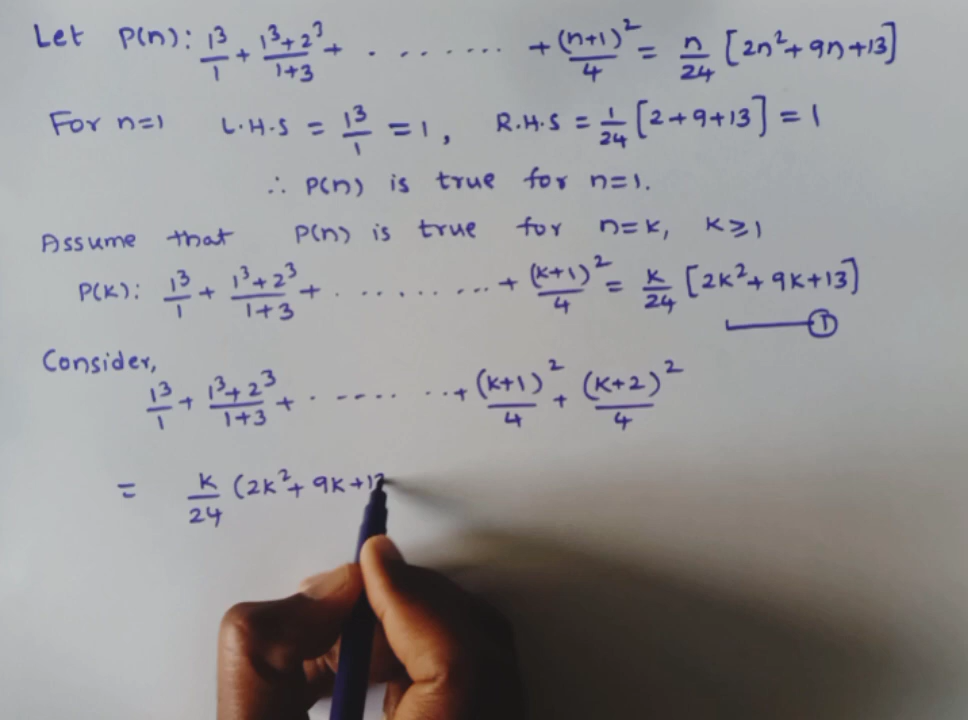 Let P(n): 1³/1 + (1³+2³)/(1+3) + ......... + (n+1)²/4 = n/24 [2n²+9n+13]
For n=1 L.H.S = 1³/1 = 1, R.H.S = 1/24 [2+9+13] = 1
∴ P(n) is true for n=1.
Assume that P(n) is true for n=k, k≥1
P(k): 1³/1 + (1³+2³)/(1+3) + ......... + (k+1)²/4 = k/24 [2k²+9k+13]
①
Consider,
1³/1 + (1³+2³)/(1+3) + ......... + (k+1)²/4 + (k+2)²/4
= k/24 (2k²+9k+1